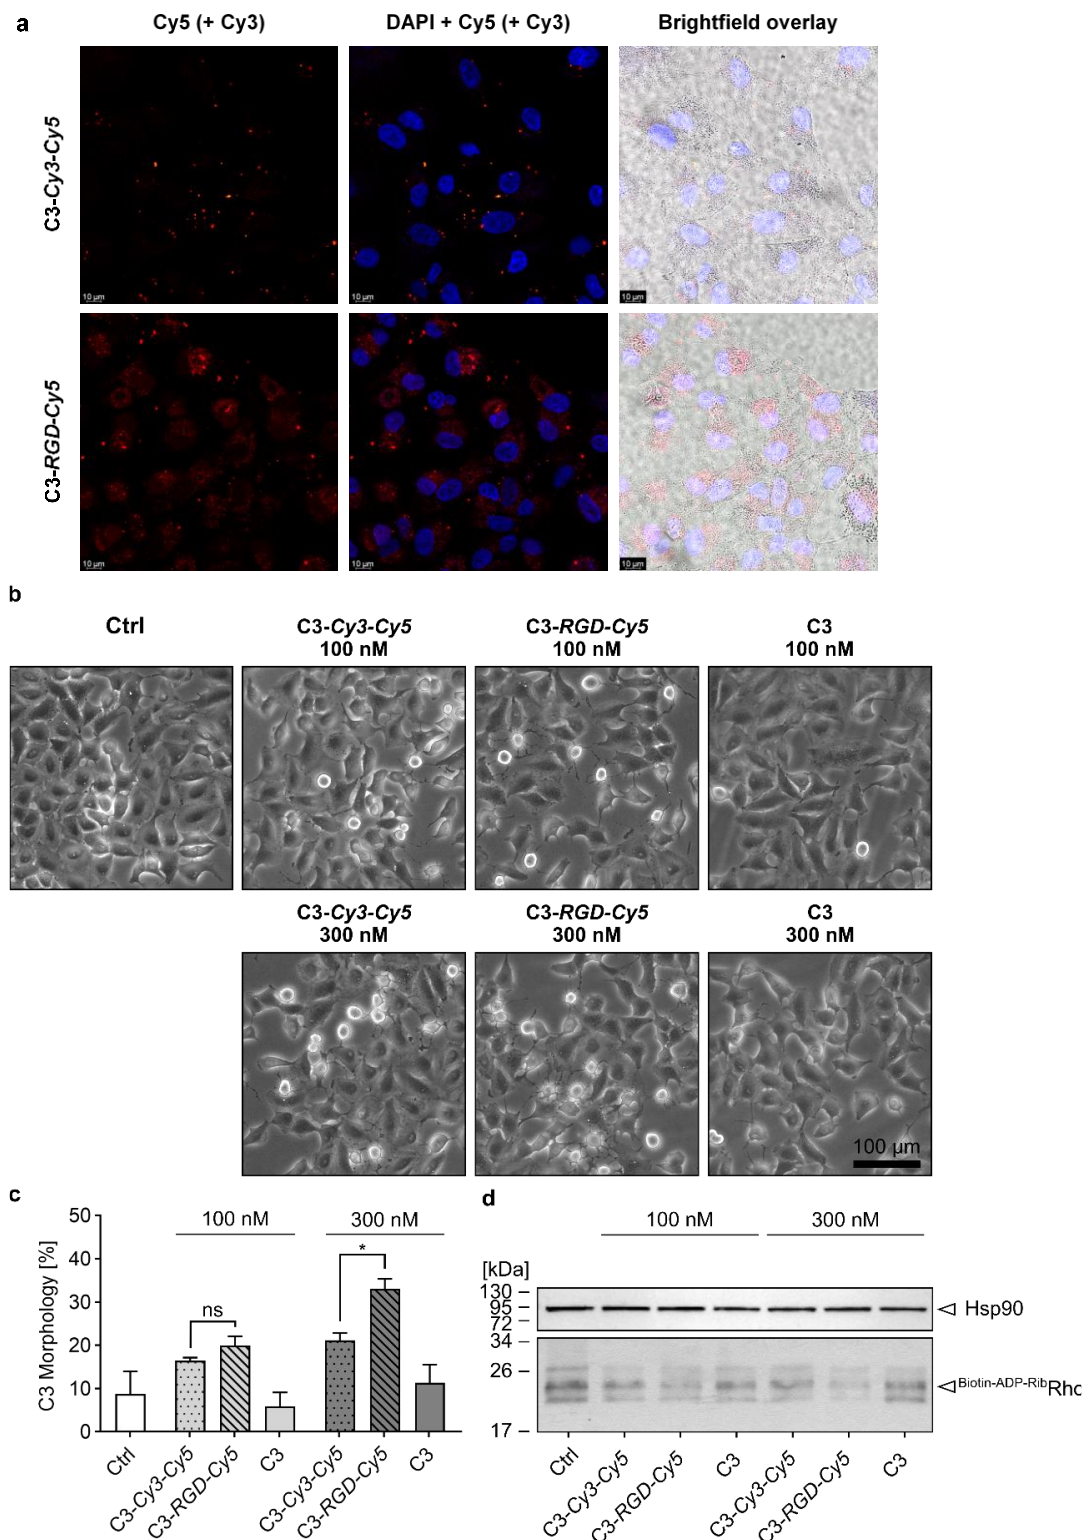 a
Cy5 (+ Cy3)
DAPI + Cy5 (+ Cy3)
Brightfield overlay
C3-Cy3-Cy5
10 µm
10 µm
10 µm
C3-RGD-Cy5
10 µm
10 µm
10 µm
b
Ctrl
C3-Cy3-Cy5
100 nM
C3-RGD-Cy5
100 nM
C3
100 nM
C3-Cy3-Cy5
300 nM
C3-RGD-Cy5
300 nM
C3
300 nM
100 µm
c
100 nM
300 nM
C3 Morphology [%]
50
40
30
20
10
0
ns
*
Ctrl
C3-Cy3-Cy5
C3-RGD-Cy5
C3
C3-Cy3-Cy5
C3-RGD-Cy5
C3
d
100 nM
300 nM
[kDa]
130
95
72
34
26
17
Hsp90
Biotin-ADP-RibRho
Ctrl
C3-Cy3-Cy5
C3-RGD-Cy5
C3
C3-Cy3-Cy5
C3-RGD-Cy5
C3